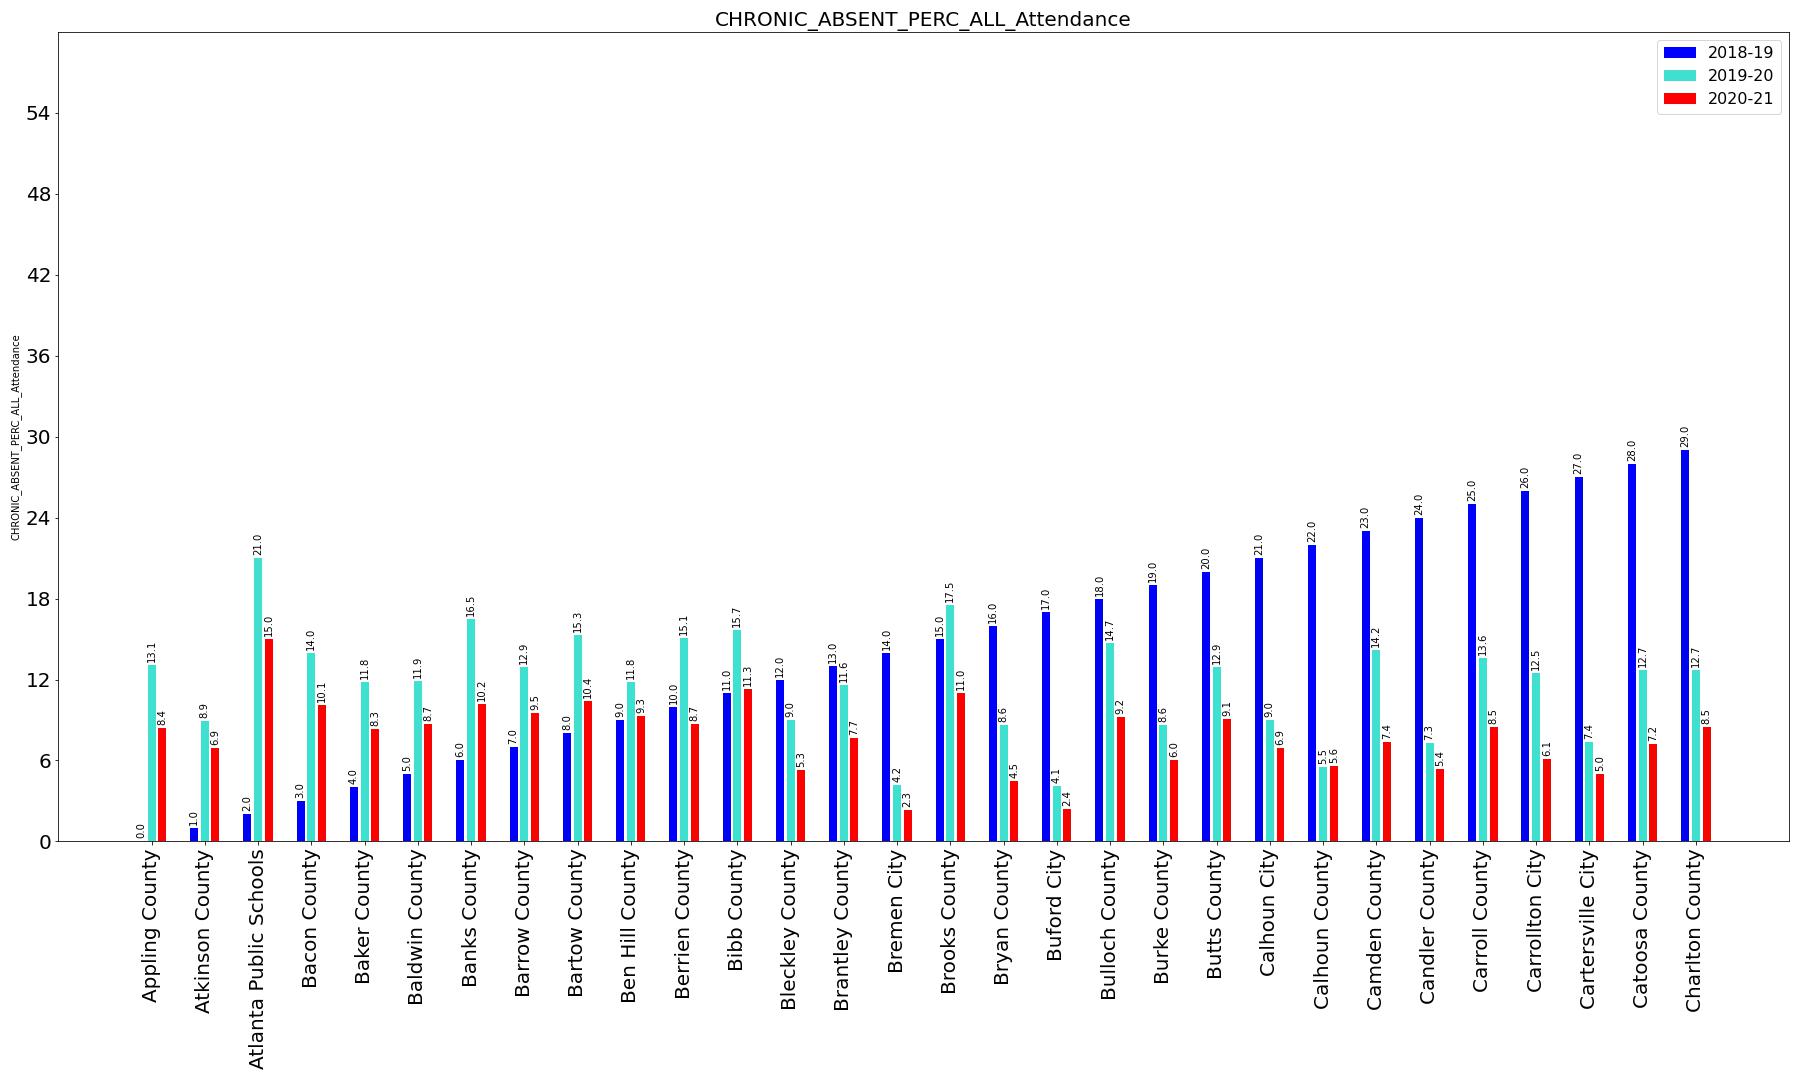 CHRONIC_ABSENT_PERC_ALL_Attendance
2018-19
2019-20
2020-21
CHRONIC_ABSENT_PERC_ALL_Attendance
54
48
42
36
30
24
18
12
6
0
0.0 13.1 8.4
1.0 8.9 6.9
2.0 21.0 15.0
3.0 14.0 10.1
4.0 11.8 8.3
5.0 11.9 8.7
6.0 16.5 10.2
7.0 12.9 9.5
8.0 15.3 10.4
9.0 11.8 9.3
10.0 15.1 8.7
11.0 15.7 11.3
12.0 9.0 5.3
13.0 11.6 7.7
14.0 4.2 2.3
15.0 17.5 11.0
16.0 8.6 4.5
17.0 4.1 2.4
18.0 14.7 9.2
19.0 8.6 6.0
20.0 12.9 9.1
21.0 9.0 6.9
22.0 5.5 5.6
23.0 14.2 7.4
24.0 7.3 5.4
25.0 13.6 8.5
26.0 12.5 6.1
27.0 7.4 5.0
28.0 12.7 7.2
29.0 12.7 8.5
Appling County
Atkinson County
Atlanta Public Schools
Bacon County
Baker County
Baldwin County
Banks County
Barrow County
Bartow County
Ben Hill County
Berrien County
Bibb County
Bleckley County
Brantley County
Bremen City
Brooks County
Bryan County
Buford City
Bulloch County
Burke County
Butts County
Calhoun City
Calhoun County
Camden County
Candler County
Carroll County
Carrollton City
Cartersville City
Catoosa County
Charlton County